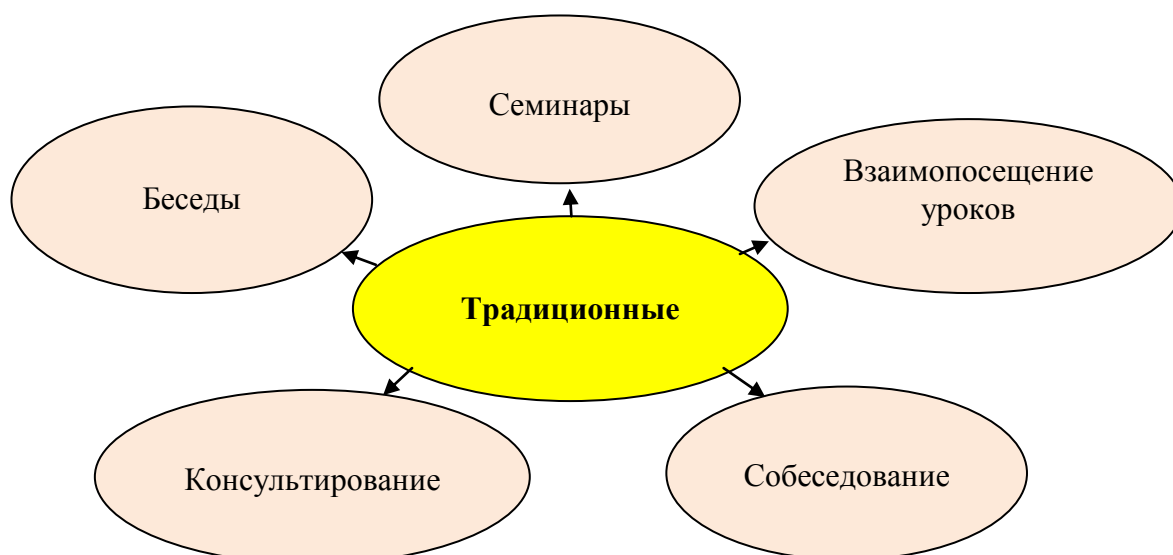 Семинары
Беседы
Взаимопосещение
уроков
Традиционные
Консультирование
Собеседование